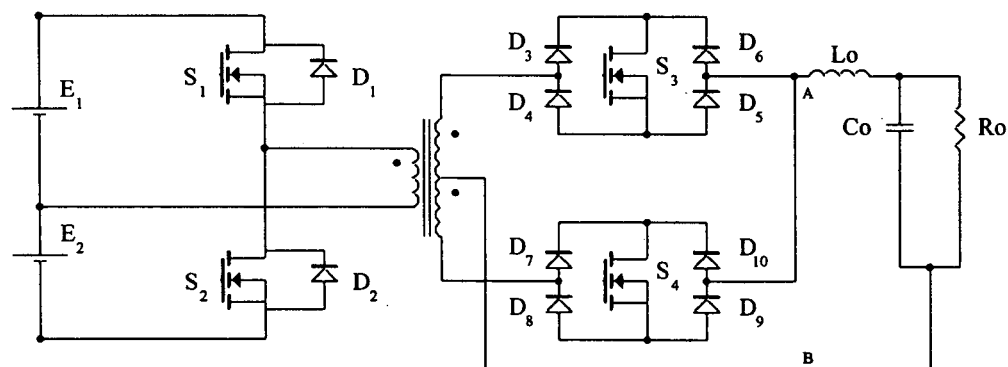 E₁
S₁
D₁
E₂
S₂
D₂
D₃
D₄
S₃
D₆
D₅
A
Lo
Co
Ro
D₇
D₈
S₄
D₁₀
D₉
B